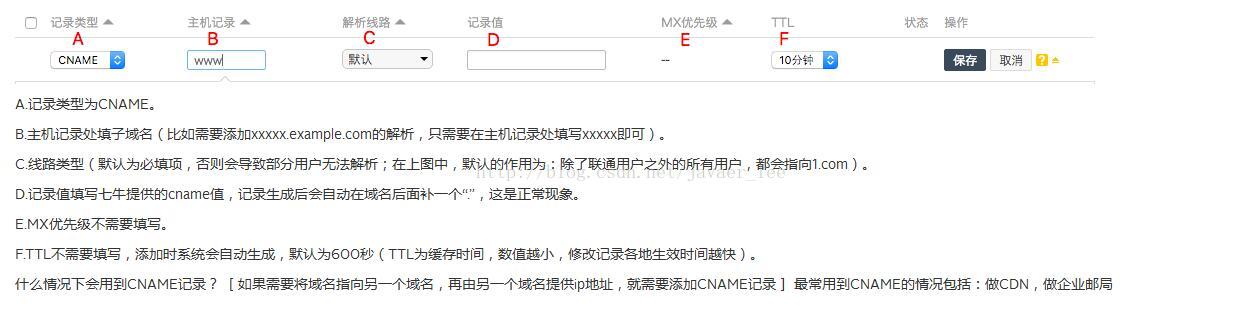 记录类型 主机记录 解析线路 记录值 MX优先级 TTL 状态 操作
A B C D E F
CNAME www 默认 -- 10分钟 保存 取消 ?
A.记录类型为CNAME。
B.主机记录处填子域名（比如需要添加xxxxx.example.com的解析，只需要在主机记录处填写xxxxx即可）。
C.线路类型（默认为必填项，否则会导致部分用户无法解析；在上图中，默认的作用为：除了联通用户之外的所有用户，都会指向1.com）。
http://blog.csdn.net/javaer_lee
D.记录值填写七牛提供的cname值，记录生成后会自动在域名后面补一个“.”，这是正常现象。
E.MX优先级不需要填写。
F.TTL不需要填写，添加时系统会自动生成，默认为600秒（TTL为缓存时间，数值越小，修改记录各地生效时间越快）。
什么情况下会用到CNAME记录？ [ 如果需要将域名指向另一个域名，再由另一个域名提供ip地址，就需要添加CNAME记录 ] 最常用到CNAME的情况包括：做CDN，做企业邮局